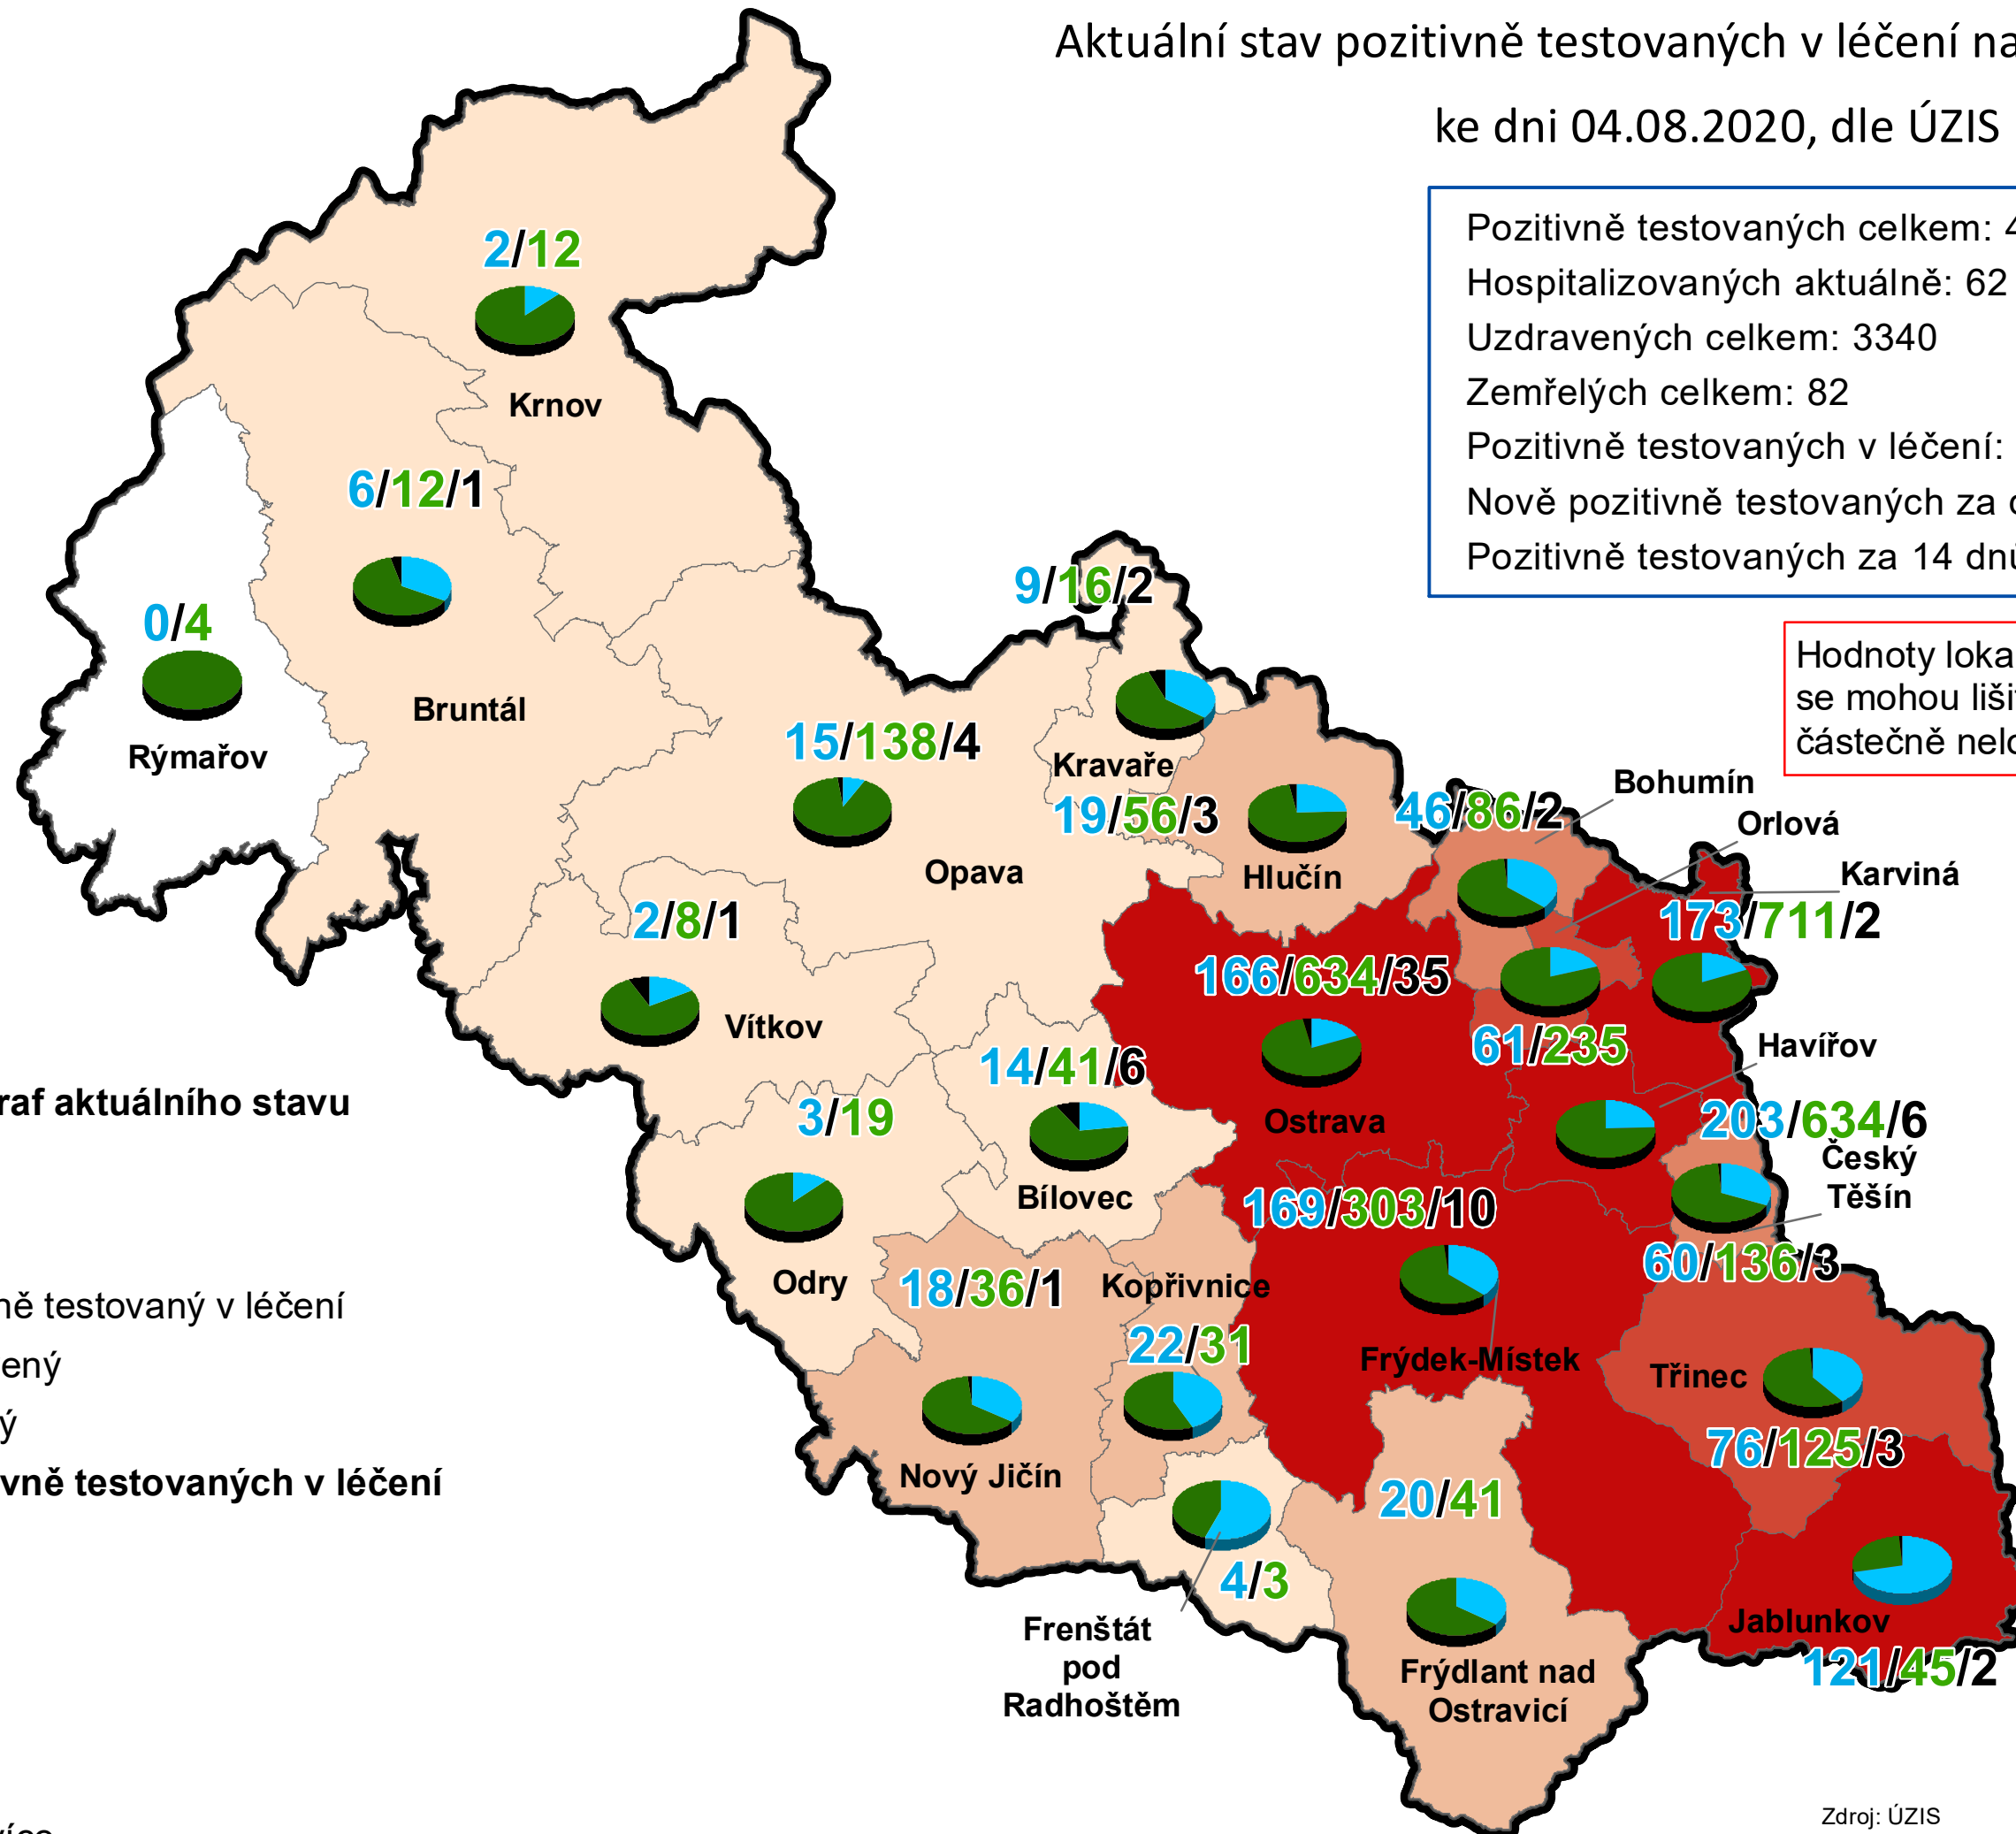 Aktuální stav pozitivně testovaných v léčení na
ke dni 04.08.2020, dle ÚZIS
Pozitivně testovaných celkem: 4
Hospitalizovaných aktuálně: 62
Uzdravených celkem: 3340
Zemřelých celkem: 82
Pozitivně testovaných v léčení:
Nově pozitivně testovaných za
Pozitivně testovaných za 14 dnů
Hodnoty
se mohou lišit
částečně
2/12
Krnov
6/12/1
Bruntál
0/4
Rýmařov
9/16/2
Kravaře
15/138/4
Opava
19/56/3
Hlučín
46/86/2
Bohumín
Orlová
Karviná
173/711/2
2/8/1
Vítkov
166/634/35
Ostrava
61/235
Havířov
203/634/6
14/41/6
Bílovec
3/19
Odry
Český
Těšín
60/136/3
169/303/10
Frýdek-Místek
18/36/1
Nový Jičín
Kopřivnice
22/31
Třinec
76/125/3
20/41
Frýdlant nad
Ostravicí
4/3
Frenštát
pod
Radhoštěm
Jablunkov
121/45/2
raf aktuálního stavu
ně testovaný v léčení
ený
ý
vně testovaných v léčení
Zdroj: ÚZIS